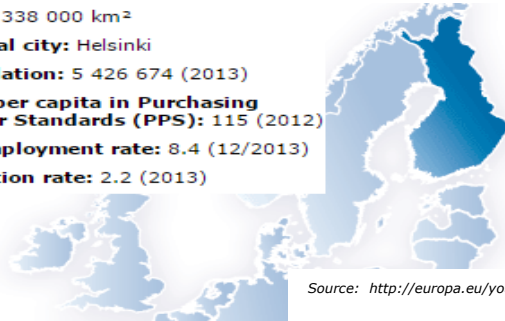 338 000 km²
al city: Helsinki
ation: 5 426 674 (2013)
per capita in Purchasing
r Standards (PPS): 115 (2012)
mployment rate: 8.4 (12/2013)
tion rate: 2.2 (2013)
Source: http://europa.eu/yo